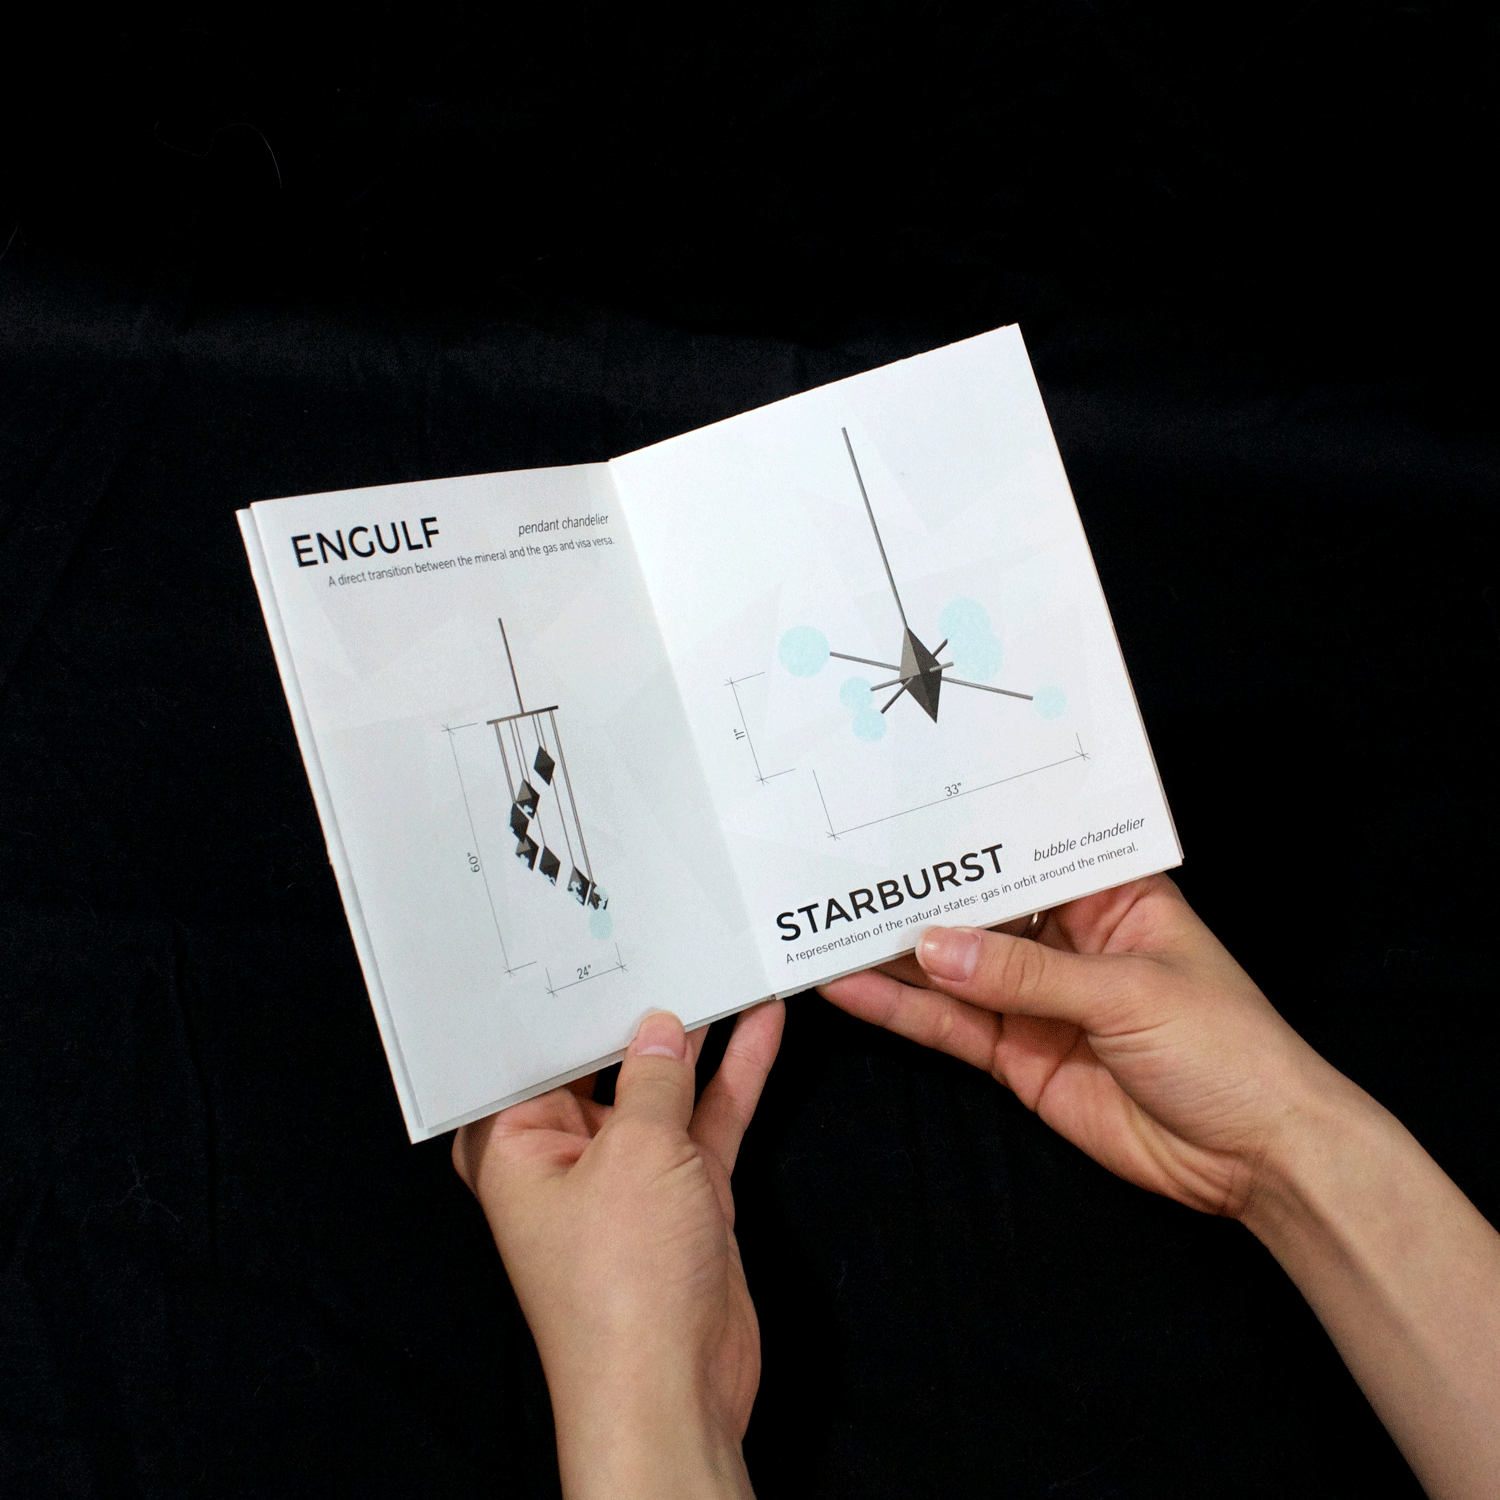 ENGULF
pendant chandelier
A direct transition between the mineral and the gas and visa versa.
60"
24"
11"
33"
STARBURST
bubble chandelier
A representation of the natural states: gas in orbit around the mineral.